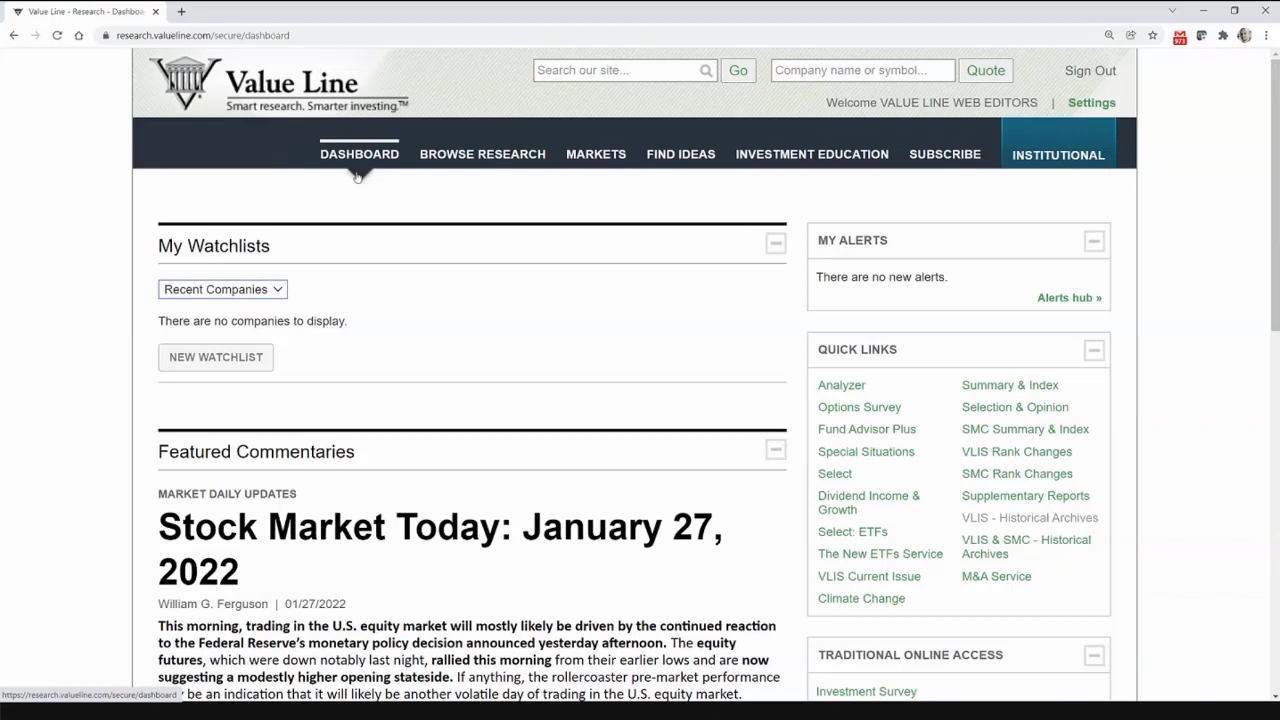 Value Line - Research - Dashboa
research.valueline.com/secure/dashboard
973
Value Line
Smart research. Smarter investing.™
Search our site...
Go
Company name or symbol...
Quote
Sign Out
Welcome VALUE LINE WEB EDITORS | Settings
DASHBOARD
BROWSE RESEARCH
MARKETS
FIND IDEAS
INVESTMENT EDUCATION
SUBSCRIBE
INSTITUTIONAL
My Watchlists
Recent Companies
There are no companies to display.
NEW WATCHLIST
Featured Commentaries
MARKET DAILY UPDATES
Stock Market Today: January 27,
2022
William G. Ferguson | 01/27/2022
This morning, trading in the U.S. equity market will mostly likely be driven by the continued reaction
to the Federal Reserve’s monetary policy decision announced yesterday afternoon. The equity
futures, which were down notably last night, rallied this morning from their earlier lows and are now
suggesting a modestly higher opening stateside. If anything, the rollercoaster pre-market performance
be an indication that it will likely be another volatile day of trading in the U.S. equity market.
https://research.valueline.com/secure/dashboard
MY ALERTS
There are no new alerts.
Alerts hub »
QUICK LINKS
Analyzer
Options Survey
Fund Advisor Plus
Special Situations
Select
Dividend Income &
Growth
Select: ETFs
The New ETFs Service
VLIS Current Issue
Climate Change
Summary & Index
Selection & Opinion
SMC Summary & Index
VLIS Rank Changes
SMC Rank Changes
Supplementary Reports
VLIS - Historical Archives
VLIS & SMC - Historical
Archives
M&A Service
TRADITIONAL ONLINE ACCESS
Investment Survey